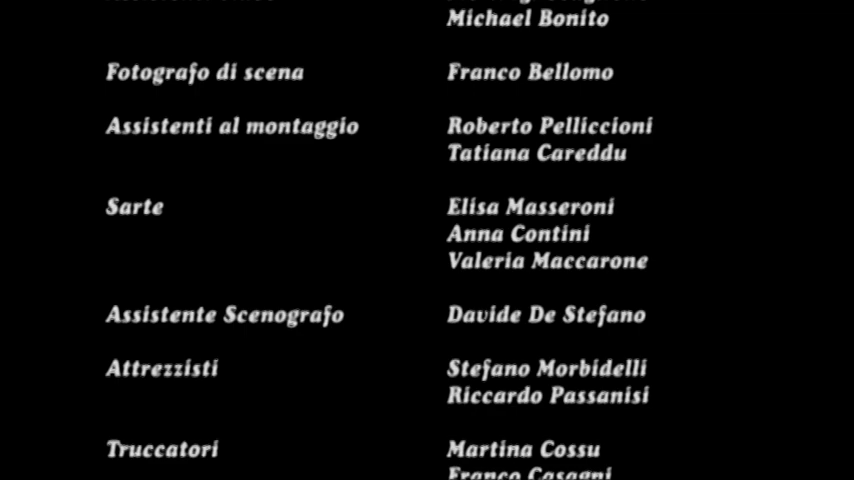 Michael Bonito
Fotografo di scena Franco Bellomo
Assistenti al montaggio Roberto Pelliccioni
Tatiana Careddu
Sarte Elisa Masseroni
Anna Contini
Valeria Maccarone
Assistente Scenografo Davide De Stefano
Attrezzisti Stefano Morbidelli
Riccardo Passanisi
Truccatori Martina Cossu
Franco Casagni